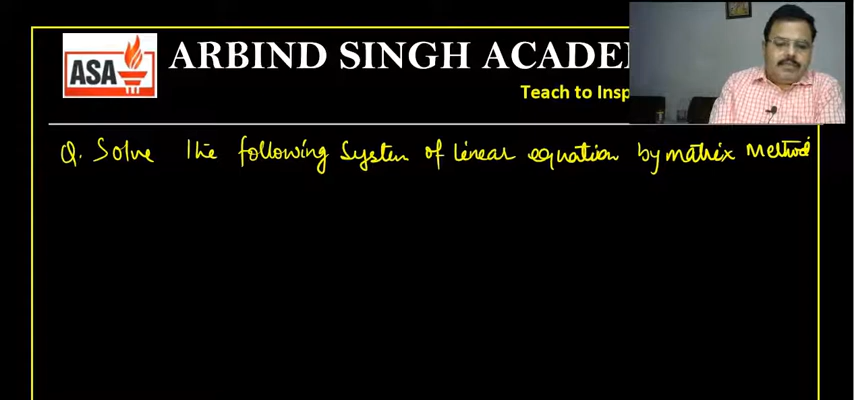 ASA
ARBIND SINGH ACADE
Teach to Insp
Q. Solve the following System of linear equation by matrix Method